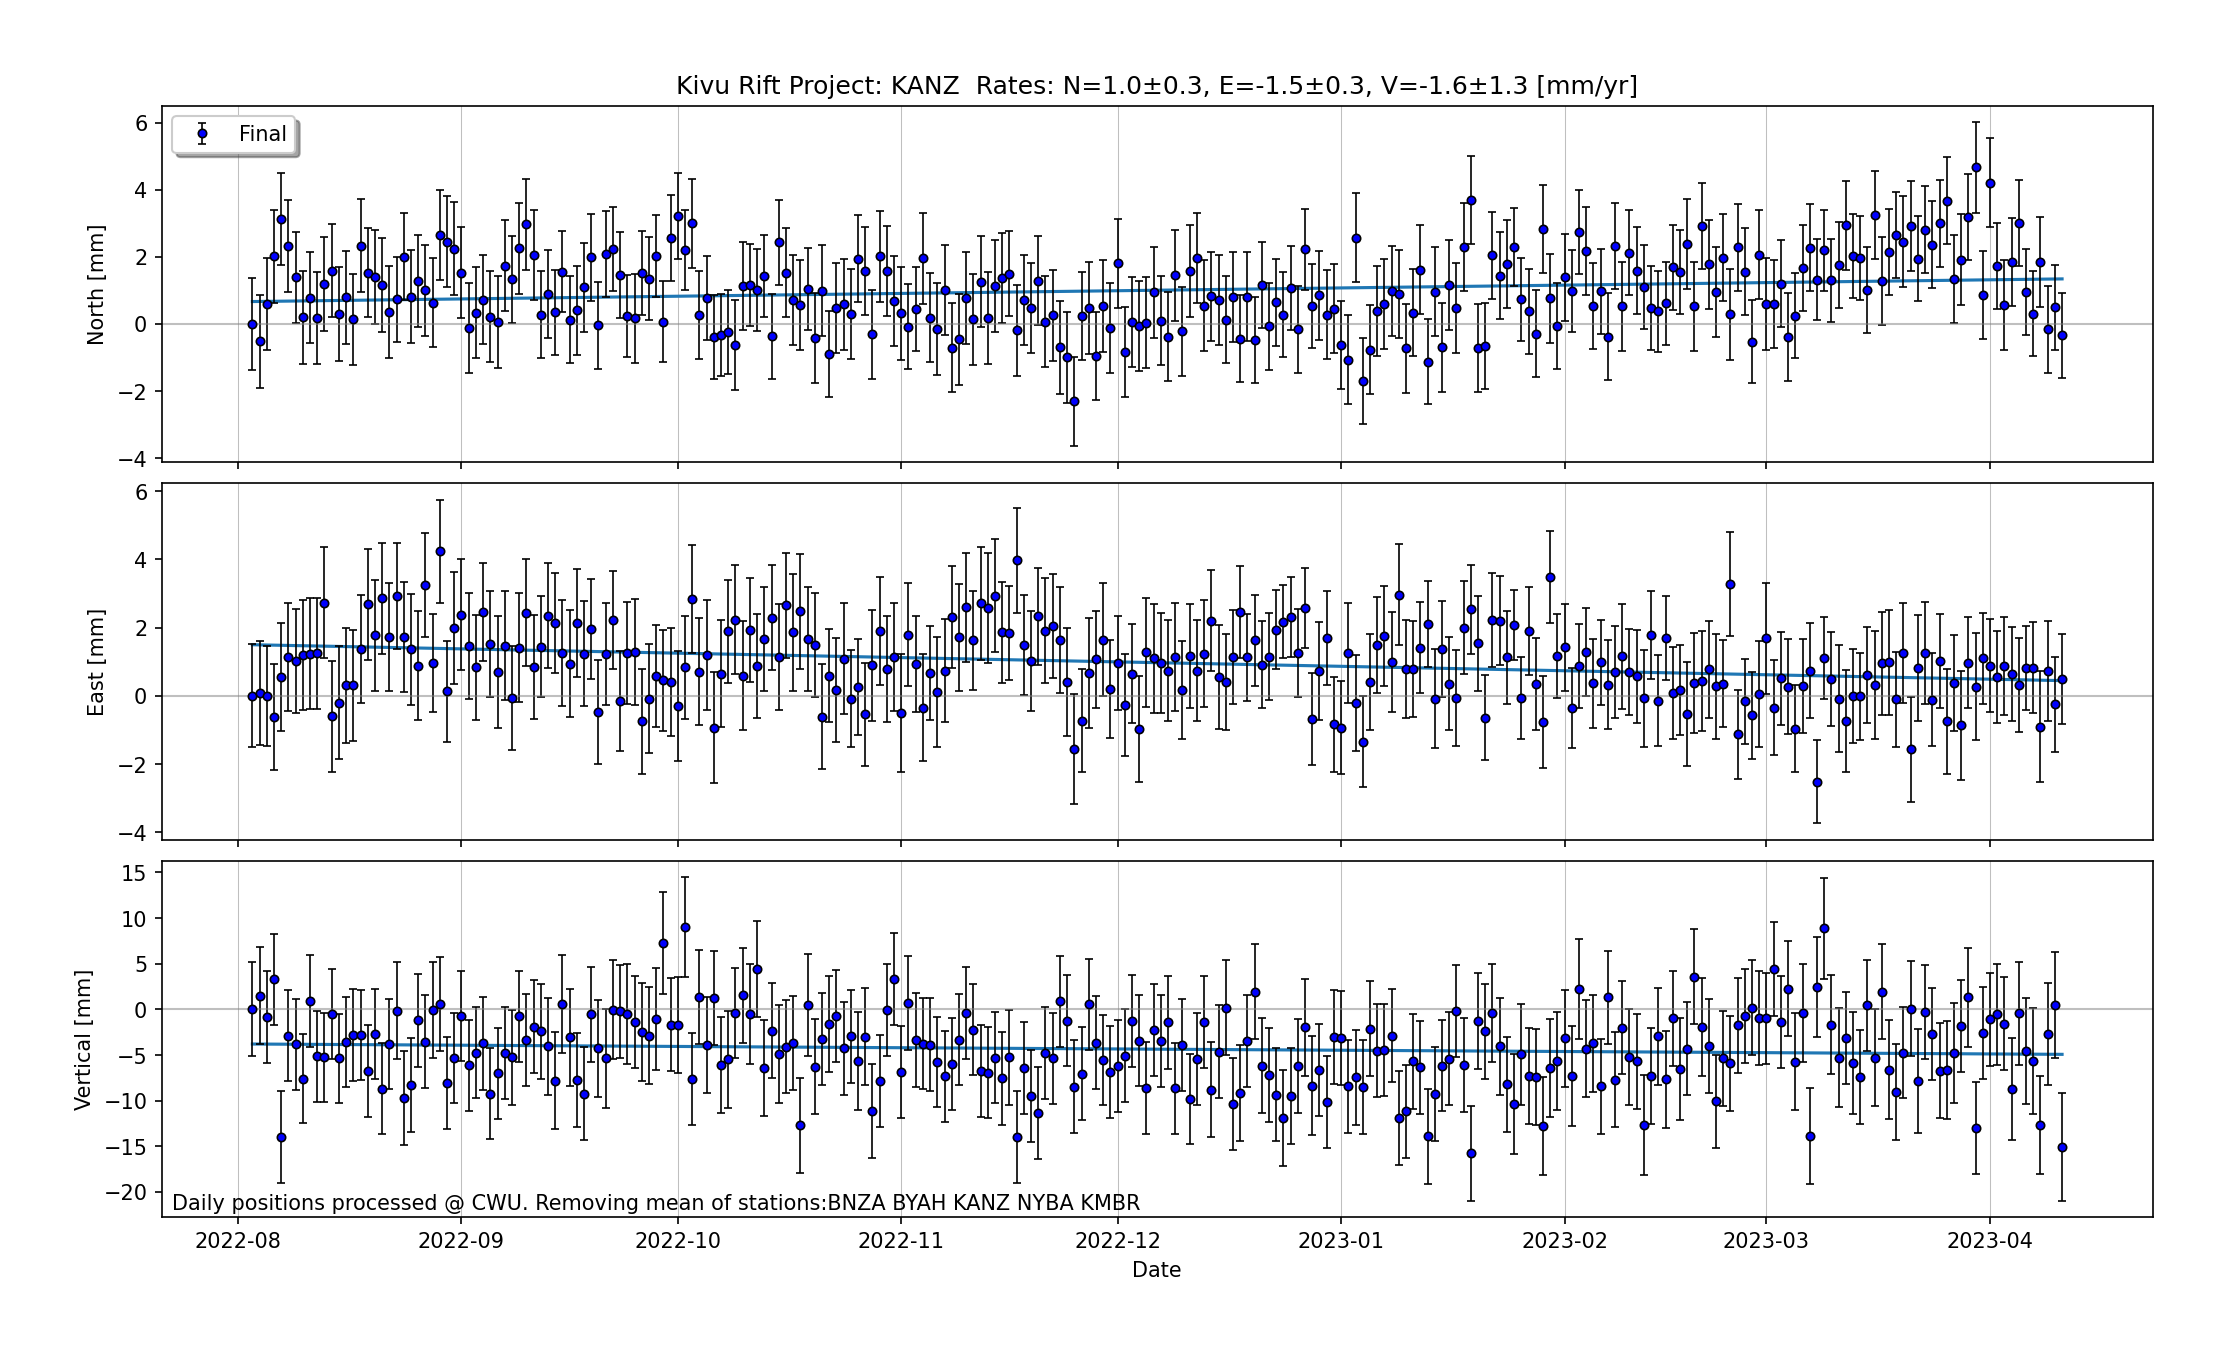 Kivu Rift Project: KANZ  Rates: N=1.0±0.3, E=-1.5±0.3, V=-1.6±1.3 [mm/yr]
Final
North [mm]
6
4
2
0
−2
−4
East [mm]
6
4
2
0
−2
−4
Vertical [mm]
15
10
5
0
−5
−10
−15
−20
Daily positions processed @ CWU. Removing mean of stations:BNZA BYAH KANZ NYBA KMBR
2022-08 2022-09 2022-10 2022-11 2022-12 2023-01 2023-02 2023-03 2023-04
Date